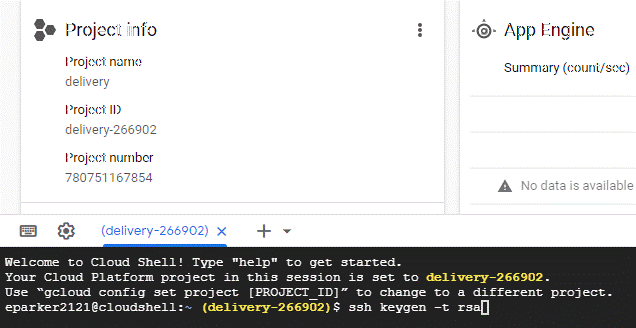 Project info
Project name
delivery
Project ID
delivery-266902
Project number
780751167854
App Engine
Summary (count/sec)
No data is available
(delivery-266902)
Welcome to Cloud Shell! Type "help" to get started.
Your Cloud Platform project in this session is set to delivery-266902.
Use “gcloud config set project [PROJECT_ID]” to change to a different project.
eparker2121@cloudshell:~ (delivery-266902)$ ssh keygen -t rsa